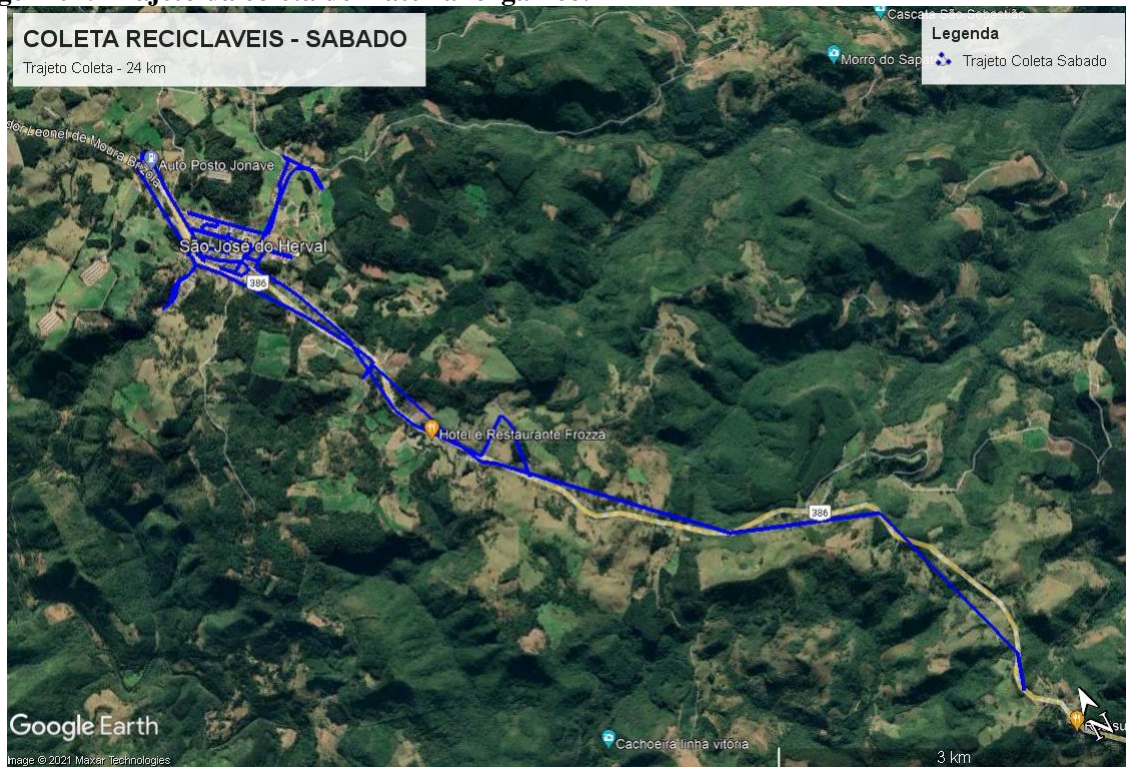 COLETA RECICLAVEIS - SABADO
Trajeto Coleta - 24 km
Cascata São Sebastião
Legenda
Trajeto Coleta Sabado
Morro do Sapat
dor Leonel de Moura Brizola
Auto Posto Jonave
São José do Herval
386
Hotel e Restaurante Frozza
386
N
Google Earth
Cachoeira linha vitória
3 km
Image © 2021 Maxar Technologies